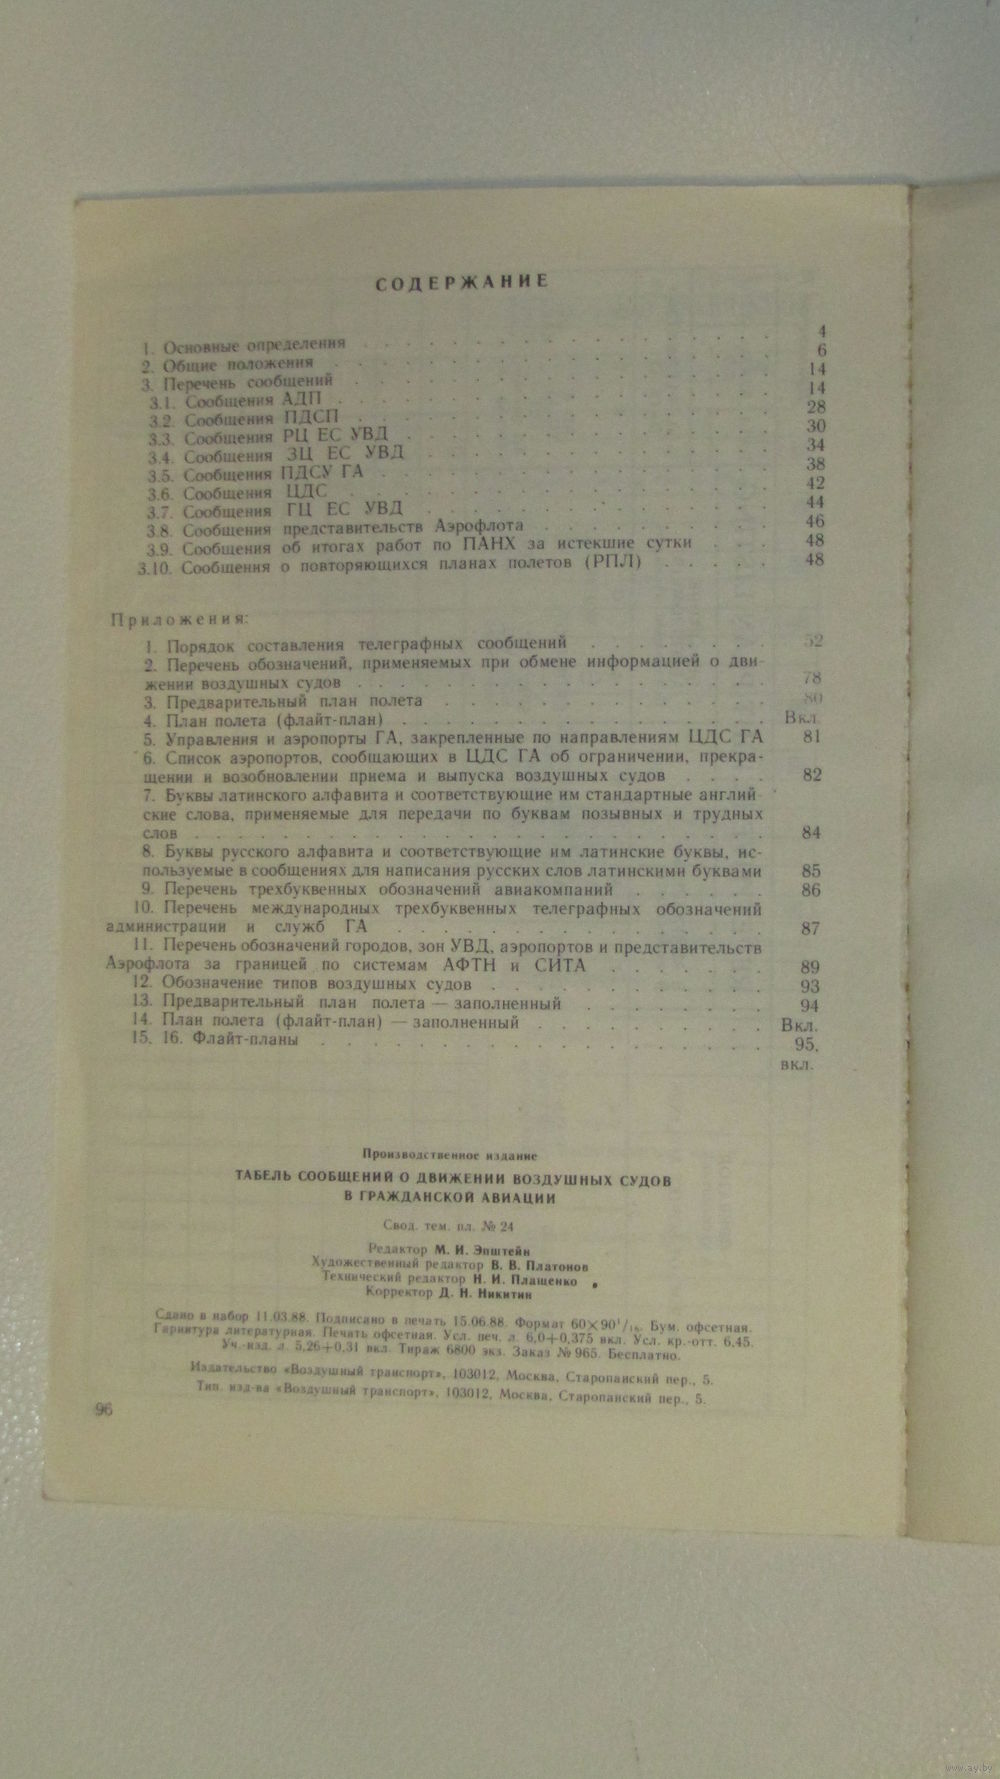 СОДЕРЖАНИЕ
1. Основные определения . . . 4
2. Общие положения . . . 6
3. Перечень сообщений . . . 14
3.1. Сообщения АДП . . . 14
3.2. Сообщения ПДСП . . . 28
3.3. Сообщения РЦ ЕС УВД . . . 30
3.4. Сообщения ЗЦ ЕС УВД . . . 34
3.5. Сообщения ПДСУ ГА . . . 38
3.6. Сообщения ЦДС . . . 42
3.7. Сообщения ГЦ ЕС УВД . . . 44
3.8. Сообщения представительств Аэрофлота . . . 46
3.9. Сообщения об итогах работ по ПАНХ за истекшие сутки . . . 48
3.10. Сообщения о повторяющихся планах полетов (РПЛ) . . . 48
Приложения:
1. Порядок составления телеграфных сообщений . . . 52
2. Перечень обозначений, применяемых при обмене информацией о дви-
жении воздушных судов . . . 78
3. Предварительный план полета . . . 80
4. План полета (флайт-план) . . . Вкл.
5. Управления и аэропорты ГА, закрепленные по направлениям ЦДС ГА 81
6. Список аэропортов, сообщающих в ЦДС ГА об ограничении, прекра-
щении и возобновлении приема и выпуска воздушных судов . . . 82
7. Буквы латинского алфавита и соответствующие им стандартные англий
ские слова, применяемые для передачи по буквам позывных и трудных
слов . . . 84
8. Буквы русского алфавита и соответствующие им латинские буквы, ис-
пользуемые в сообщениях для написания русских слов латинскими буквами 85
9. Перечень трехбуквенных обозначений авиакомпаний . . . 86
10. Перечень международных трехбуквенных телеграфных обозначений
администрации и служб ГА . . . 87
11. Перечень обозначений городов, зон УВД, аэропортов и представительств
Аэрофлота за границей по системам АФТН и СИТА . . . 89
12. Обозначение типов воздушных судов . . . 93
13. Предварительный план полета — заполненный . . . 94
14. План полета (флайт-план) — заполненный . . . Вкл.
15. 16. Флайт-планы . . . 95.
вкл.
Производственное издание
ТАБЕЛЬ СООБЩЕНИЙ О ДВИЖЕНИИ ВОЗДУШНЫХ СУДОВ
В ГРАЖДАНСКОЙ АВИАЦИИ
Свод. тем. пл. № 24
Редактор М. И. Эпштейн
Художественный редактор В. В. Платонов
Технический редактор Н. И. Плащенко
Корректор Д. Н. Никитин
Сдано в набор 11.03.88. Подписано в печать 15.06.88. Формат 60×90¹/₁₆. Бум. офсетная.
Гарнитура литературная. Печать офсетная. Усл. печ. л. 6,0+0,375 вкл. Усл. кр.-отт. 6,45.
Уч.-изд. л. 5,26+0,31 вкл. Тираж 6800 экз. Заказ № 965. Бесплатно.
Издательство «Воздушный транспорт», 103012, Москва, Старопанский пер., 5.
Тип. изд-ва «Воздушный транспорт», 103012, Москва, Старопанский пер., 5.
96
www.ay.by